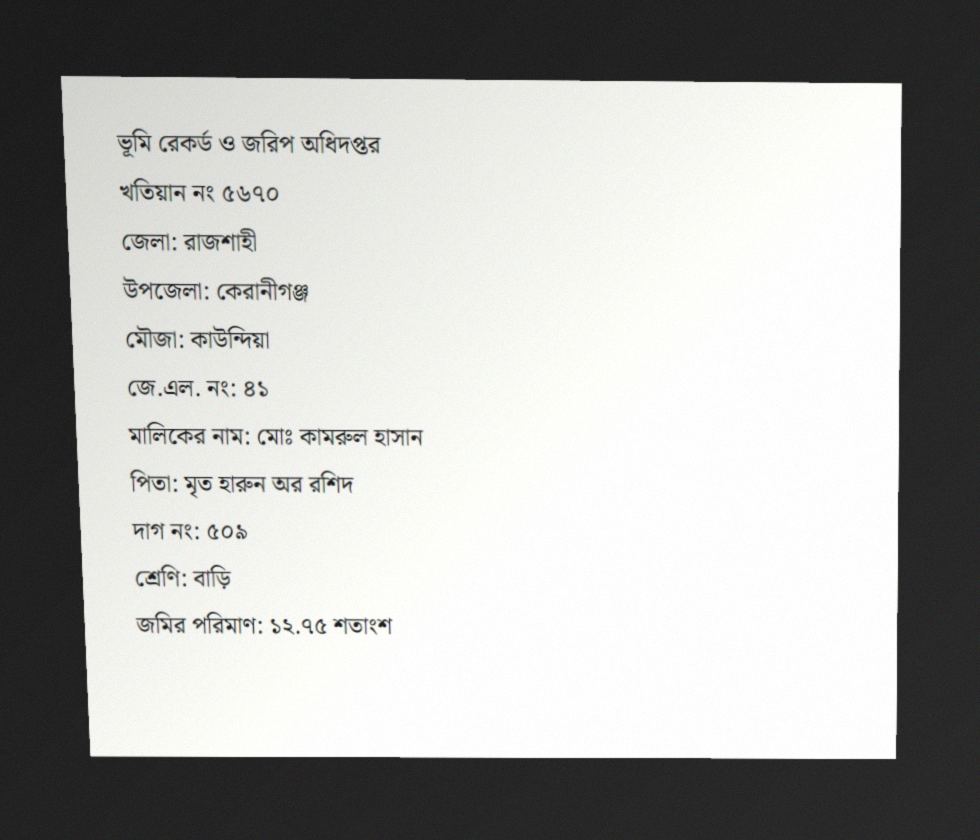 ভূমি রেকর্ড ও জরিপ অধিদপ্তর
খতিয়ান নং ৫৬৭০
জেলা: রাজশাহী
উপজেলা: কেরানীগঞ্জ
মৌজা: কাউন্দিয়া
জে.এল. নং: ৪১
মালিকের নাম: মোঃ কামরুল হাসান
পিতা: মৃত হারুন অর রশিদ
দাগ নং: ৫০৯
শ্রেণি: বাড়ি
জমির পরিমাণ: ১২.৭৫ শতাংশ